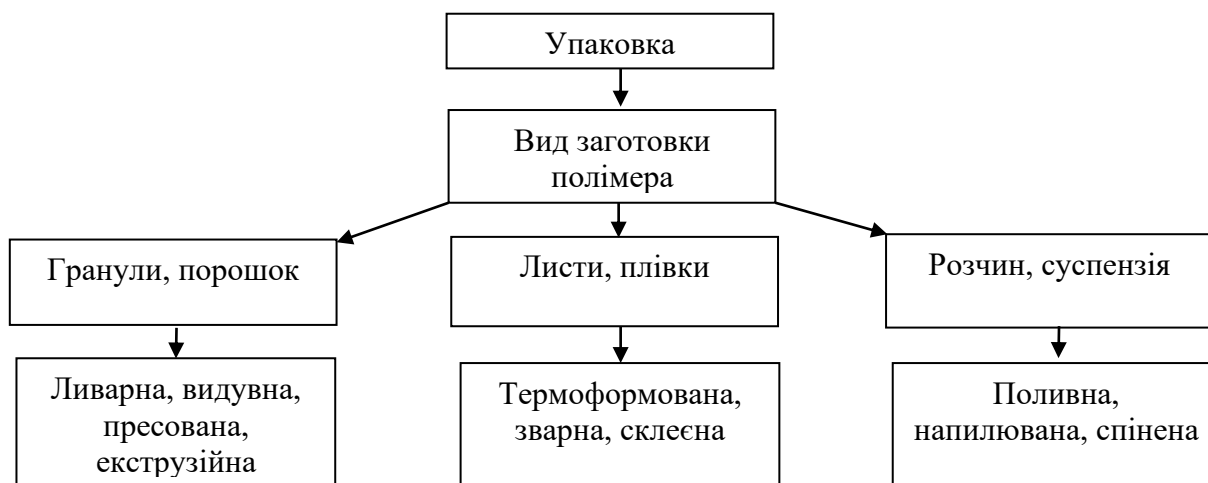 Упаковка
Вид заготовки
полімера
Гранули, порошок
Листи, плівки
Розчин, суспензія
Ливарна, видувна,
пресована,
екструзійна
Термоформована,
зварна, склеєна
Поливна,
напилювана, спінена